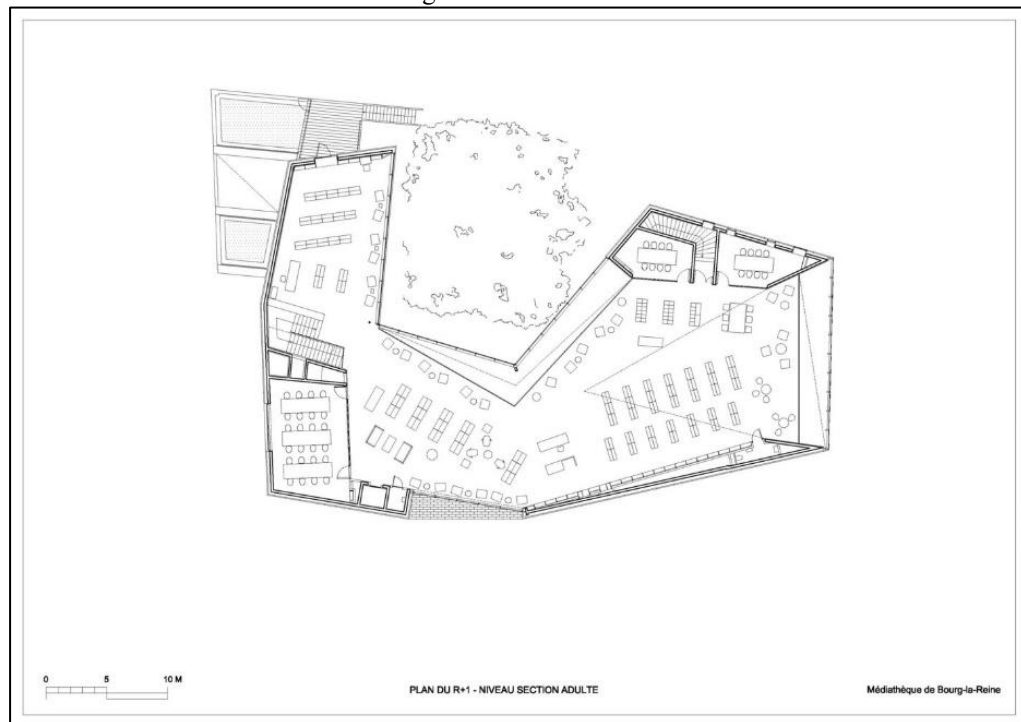 0 5 10 M
PLAN DU R+1 - NIVEAU SECTION ADULTE
Médiathèque de Bourg-la-Reine